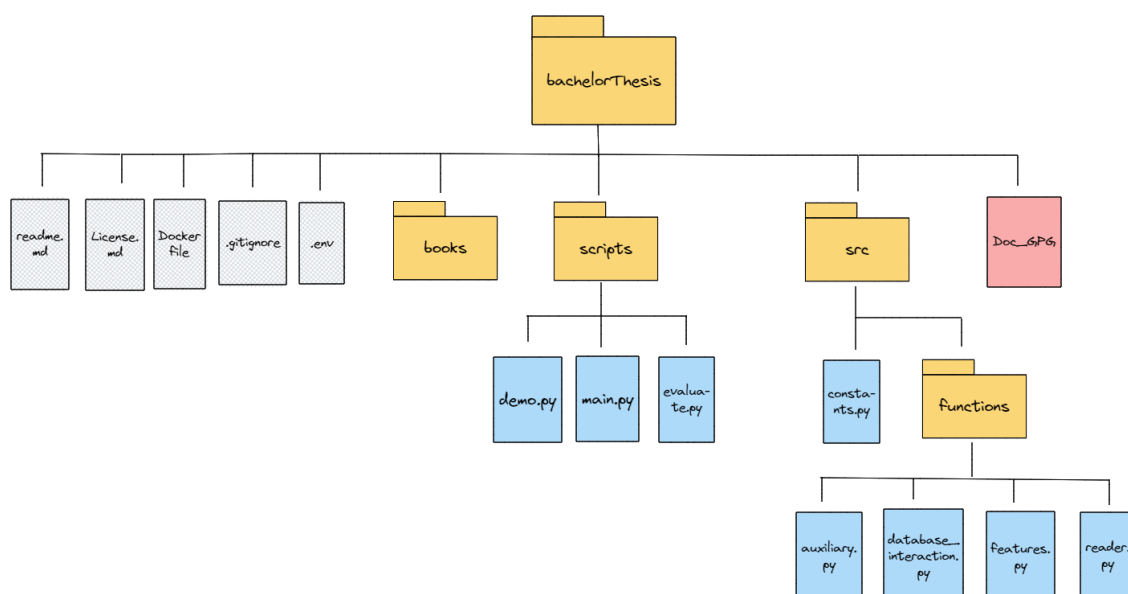 bachelorThesis
readme.
md
License.
md
Docker
file
.gitignore
.env
books
scripts
src
Doc_GPG
demo.py
main.py
evalua-
te.py
consta-
nts.py
functions
auxiliary.
py
database_
interaction.
py
features.
py
reader.
py